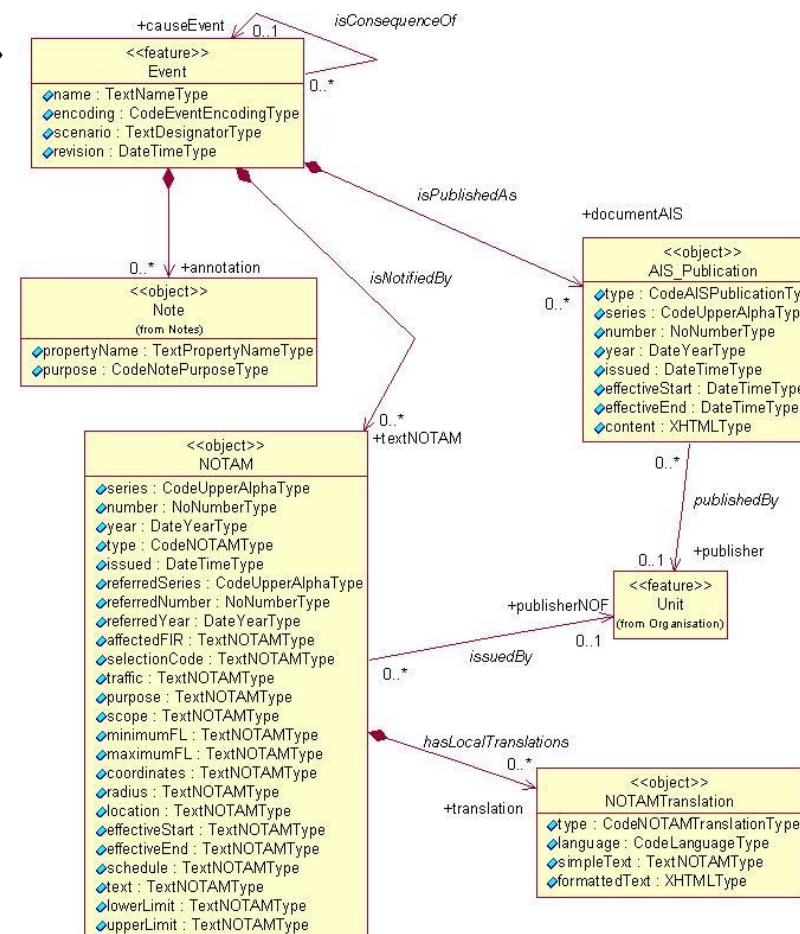 +causeEvent
0..1
isConsequenceOf
<<feature>>
Event
0..*
name : TextNameType
encoding : CodeEventEncodingType
scenario : TextDesignatorType
revision : DateTimeType
isPublishedAs
+documentAIS
0..*
0..* +annotation
isNotifiedBy
<<object>>
Note
(from Notes)
propertyName : TextPropertyNameType
purpose : CodeNotePurposeType
<<object>>
AIS_Publication
type : CodeAISPublicationTy
series : CodeUpperAlphaTyp
number : NoNumberType
year : DateYearType
issued : DateTimeType
effectiveStart : DateTimeType
effectiveEnd : DateTimeType
content : XHTMLType
0..*
+textNOTAM
0..*
publishedBy
0..1
+publisher
<<object>>
NOTAM
series : CodeUpperAlphaType
number : NoNumberType
year : DateYearType
type : CodeNOTAMType
issued : DateTimeType
referredSeries : CodeUpperAlphaType
referredNumber : NoNumberType
referredYear : DateYearType
affectedFIR : TextNOTAMType
selectionCode : TextNOTAMType
traffic : TextNOTAMType
purpose : TextNOTAMType
scope : TextNOTAMType
minimumFL : TextNOTAMType
maximumFL : TextNOTAMType
coordinates : TextNOTAMType
radius : TextNOTAMType
location : TextNOTAMType
effectiveStart : TextNOTAMType
effectiveEnd : TextNOTAMType
schedule : TextNOTAMType
text : TextNOTAMType
lowerLimit : TextNOTAMType
upperLimit : TextNOTAMType
<<feature>>
Unit
(from Organisation)
+publisherNOF
0..1
issuedBy
0..*
hasLocalTranslations
0..*
+translation
<<object>>
NOTAMTranslation
type : CodeNOTAMTranslationType
language : CodeLanguageType
simpleText : TextNOTAMType
formattedText : XHTMLType